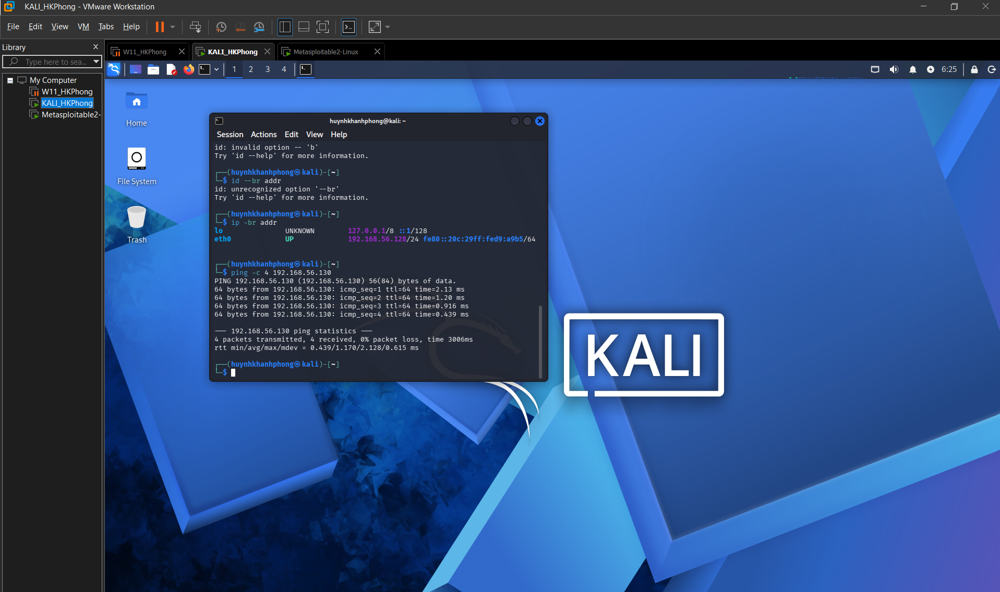 KALI_HKPhong - VMware Workstation
File Edit View VM Tabs Help
Library
Type here to sea...
My Computer
W11_HKPhong
KALI_HKPhong
Metasploitable2-
W11_HKPhong KALI_HKPhong Metasploitable2-Linux
1 2 3 4 6:25
Home
File System
Trash
huynhkhanhphong@kali: ~
Session Actions Edit View Help
id: invalid option -- 'b'
Try 'id --help' for more information.
┌──(huynhkhanhphong㉿kali)-[~]
└─$ id --br addr
id: unrecognized option '--br'
Try 'id --help' for more information.
┌──(huynhkhanhphong㉿kali)-[~]
└─$ ip -br addr
lo UNKNOWN 127.0.0.1/8 ::1/128
eth0 UP 192.168.56.128/24 fe80::20c:29ff:fed9:a9b5/64
┌──(huynhkhanhphong㉿kali)-[~]
└─$ ping -c 4 192.168.56.130
PING 192.168.56.130 (192.168.56.130) 56(84) bytes of data.
64 bytes from 192.168.56.130: icmp_seq=1 ttl=64 time=2.13 ms
64 bytes from 192.168.56.130: icmp_seq=2 ttl=64 time=1.20 ms
64 bytes from 192.168.56.130: icmp_seq=3 ttl=64 time=0.916 ms
64 bytes from 192.168.56.130: icmp_seq=4 ttl=64 time=0.439 ms
--- 192.168.56.130 ping statistics ---
4 packets transmitted, 4 received, 0% packet loss, time 3006ms
rtt min/avg/max/mdev = 0.439/1.170/2.128/0.615 ms
┌──(huynhkhanhphong㉿kali)-[~]
└─$
KALI